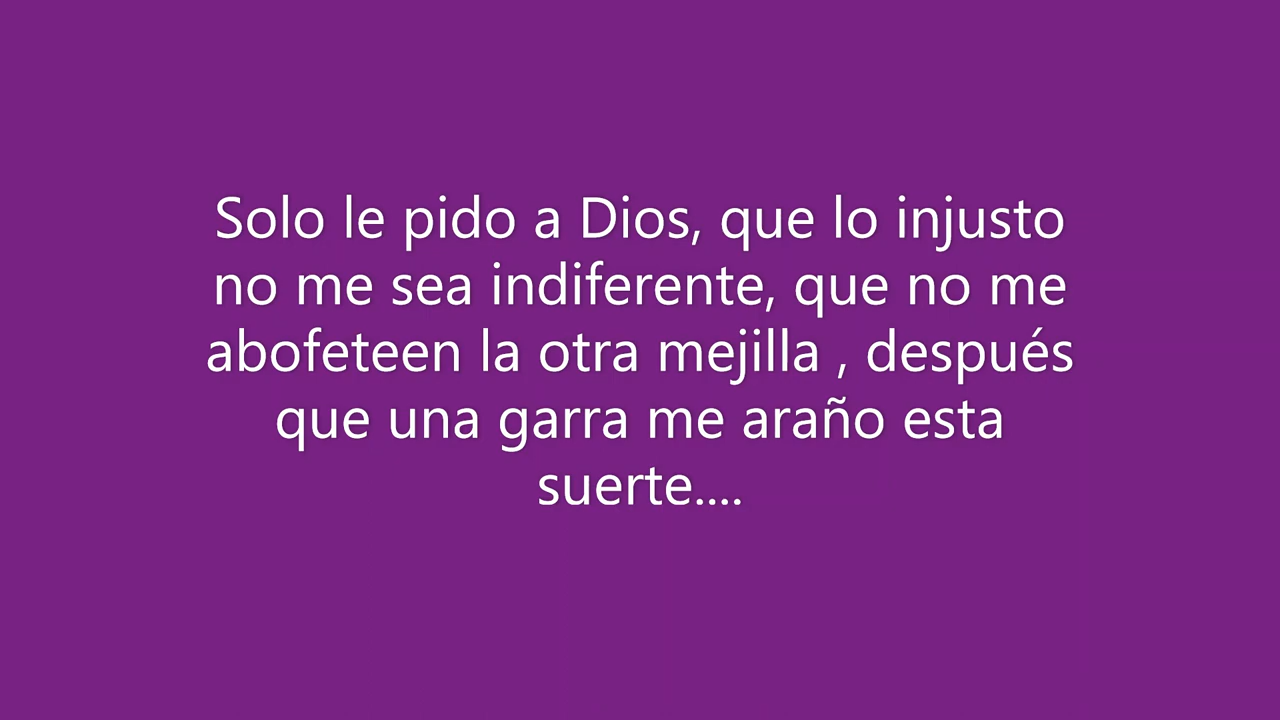 Solo le pido a Dios, que lo injusto
no me sea indiferente, que no me
abofeteen la otra mejilla , después
que una garra me araño esta
suerte....